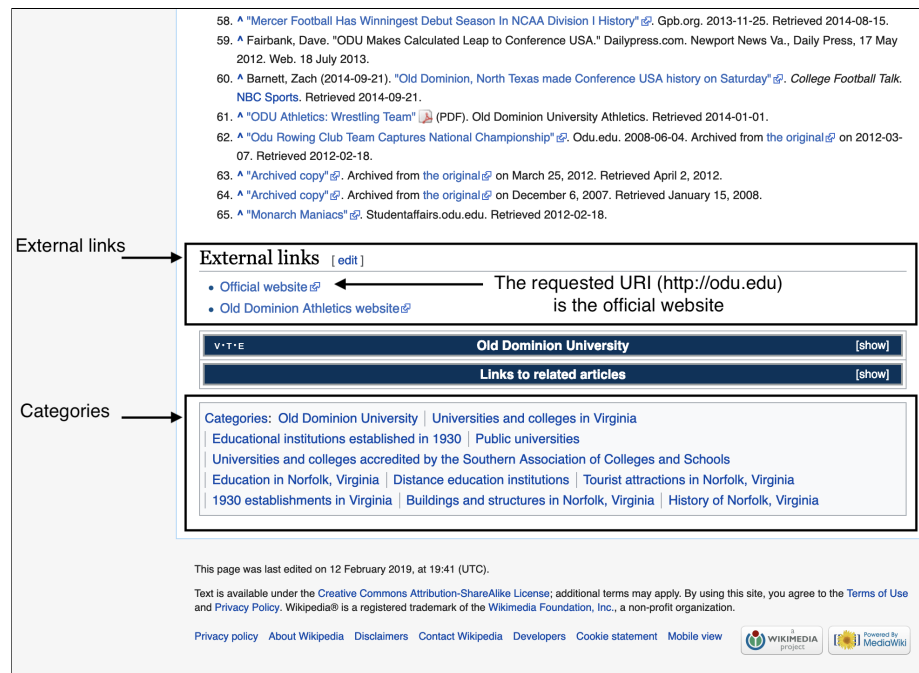 58. ^ "Mercer Football Has Winningest Debut Season In NCAA Division I History". Gpb.org. 2013-11-25. Retrieved 2014-08-15.
59. ^ Fairbank, Dave. "ODU Makes Calculated Leap to Conference USA." Dailypress.com. Newport News Va., Daily Press, 17 May
2012. Web. 18 July 2013.
60. ^ Barnett, Zach (2014-09-21). "Old Dominion, North Texas made Conference USA history on Saturday". College Football Talk.
NBC Sports. Retrieved 2014-09-21.
61. ^ "ODU Athletics: Wrestling Team" (PDF). Old Dominion University Athletics. Retrieved 2014-01-01.
62. ^ "Odu Rowing Club Team Captures National Championship". Odu.edu. 2008-06-04. Archived from the original on 2012-03-
07. Retrieved 2012-02-18.
63. ^ "Archived copy". Archived from the original on March 25, 2012. Retrieved April 2, 2012.
64. ^ "Archived copy". Archived from the original on December 6, 2007. Retrieved January 15, 2008.
65. ^ "Monarch Maniacs". Studentaffairs.odu.edu. Retrieved 2012-02-18.
External links
External links [ edit ]
• Official website
The requested URI (http://odu.edu)
is the official website
• Old Dominion Athletics website
V·T·E Old Dominion University [show]
Links to related articles [show]
Categories
Categories: Old Dominion University | Universities and colleges in Virginia
| Educational institutions established in 1930 | Public universities
| Universities and colleges accredited by the Southern Association of Colleges and Schools
| Education in Norfolk, Virginia | Distance education institutions | Tourist attractions in Norfolk, Virginia
| 1930 establishments in Virginia | Buildings and structures in Norfolk, Virginia | History of Norfolk, Virginia
This page was last edited on 12 February 2019, at 19:41 (UTC).
Text is available under the Creative Commons Attribution-ShareAlike License; additional terms may apply. By using this site, you agree to the Terms of Use
and Privacy Policy. Wikipedia® is a registered trademark of the Wikimedia Foundation, Inc., a non-profit organization.
Privacy policy About Wikipedia Disclaimers Contact Wikipedia Developers Cookie statement Mobile view
a
WIKIMEDIA
project
Powered By
MediaWiki